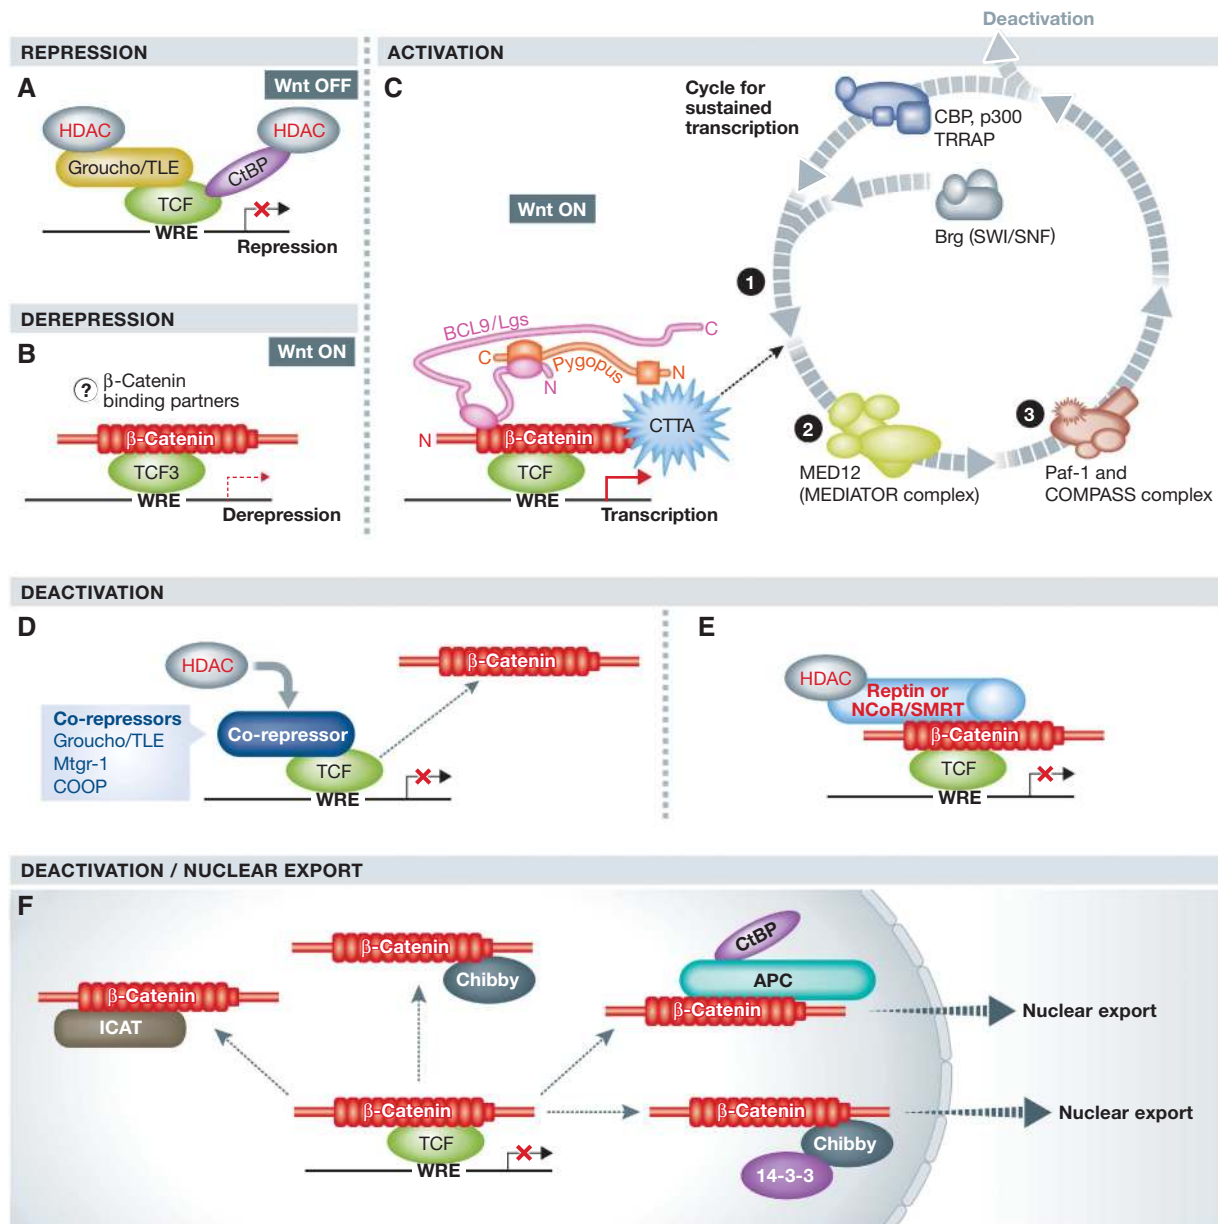 Deactivation
REPRESSION
A
Wnt OFF
HDAC
HDAC
Groucho/TLE
CtBP
TCF
WRE
Repression
DEREPRESSION
B
Wnt ON
?
β-Catenin
binding partners
β-Catenin
TCF3
WRE
Derepression
ACTIVATION
C
Cycle for
sustained
transcription
CBP, p300
TRRAP
Wnt ON
Brg (SWI/SNF)
1
BCL9/Lgs
C
C
Pygopus
N
N
N
β-Catenin
CTTA
TCF
WRE
Transcription
2
MED12
(MEDIATOR complex)
3
Paf-1 and
COMPASS complex
DEACTIVATION
D
HDAC
β-Catenin
Co-repressors
Groucho/TLE
Mtgr-1
COOP
Co-repressor
TCF
WRE
E
HDAC
Reptin or
NCoR/SMRT
β-Catenin
TCF
WRE
DEACTIVATION / NUCLEAR EXPORT
F
β-Catenin
Chibby
β-Catenin
ICAT
CtBP
APC
β-Catenin
Nuclear export
β-Catenin
TCF
WRE
β-Catenin
Chibby
14-3-3
Nuclear export